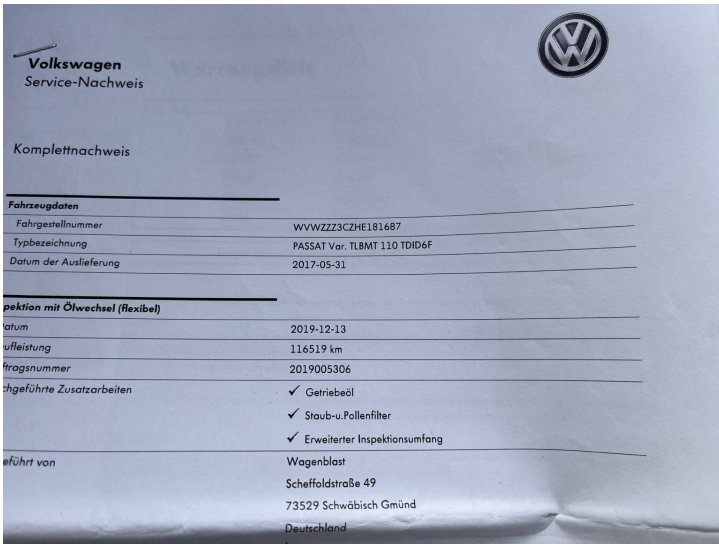 Volkswagen
Service-Nachweis
Komplettnachweis
Fahrzeugdaten
Fahrgestellnummer WVWZZZ3CZHE181687
Typbezeichnung PASSAT Var. TLBMT 110 TDID6F
Datum der Auslieferung 2017-05-31
pektion mit Ölwechsel (flexibel)
atum 2019-12-13
ufleistung 116519 km
ftragsnummer 2019005306
chgeführte Zusatzarbeiten ✓ Getriebeöl
✓ Staub-u.Pollenfilter
✓ Erweiterter Inspektionsumfang
eführt von Wagenblast
Scheffoldstraße 49
73529 Schwäbisch Gmünd
Deutschland